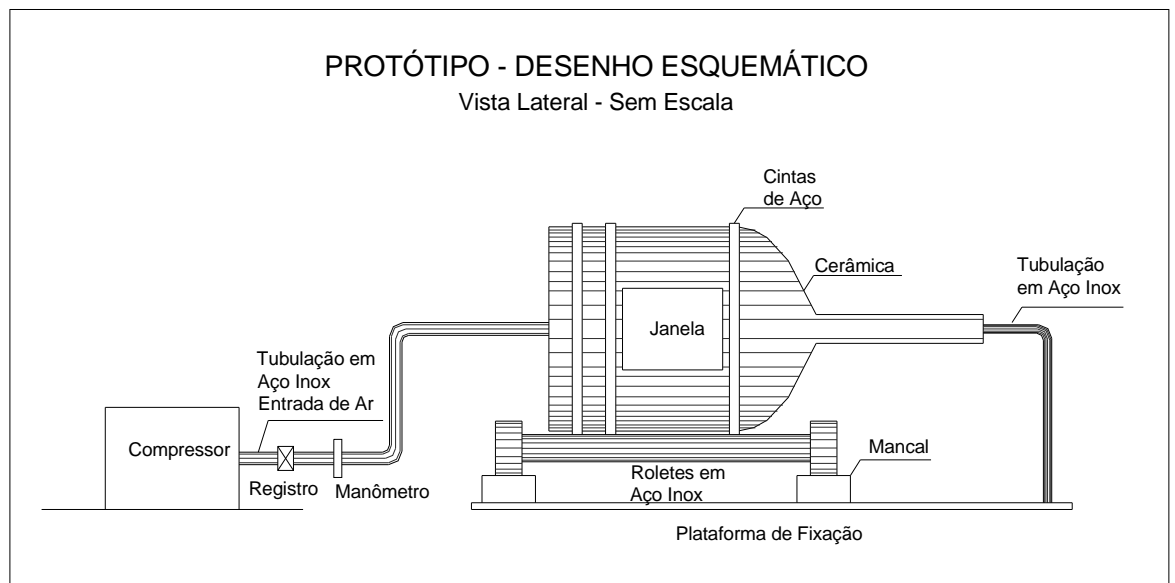 PROTÓTIPO - DESENHO ESQUEMÁTICO
Vista Lateral - Sem Escala
Cintas
de Aço
Cerâmica
Tubulação
em Aço Inox
Janela
Tubulação em
Aço Inox
Entrada de Ar
Compressor
Registro
Manômetro
Mancal
Roletes em
Aço Inox
Plataforma de Fixação